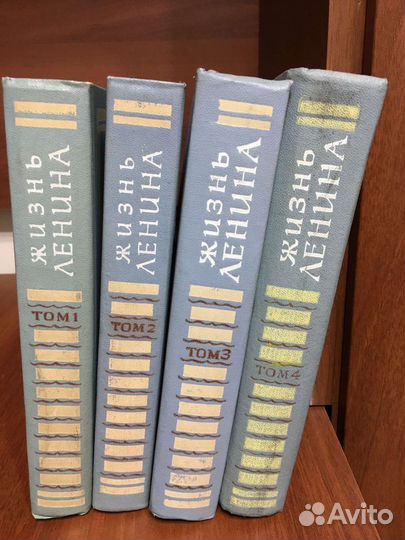 ЖИЗНЬ
ЛЕНИНА
ТОМ 1
ЖИЗНЬ
ЛЕНИНА
ТОМ 2
ЖИЗНЬ
ЛЕНИНА
ТОМ 3
ЖИЗНЬ
ЛЕНИНА
ТОМ 4
Avito